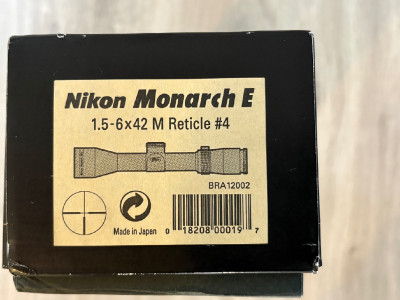 Nikon Monarch E
1.5-6x42 M Reticle #4
BRA12002
Made in Japan
0 18208 00019 7